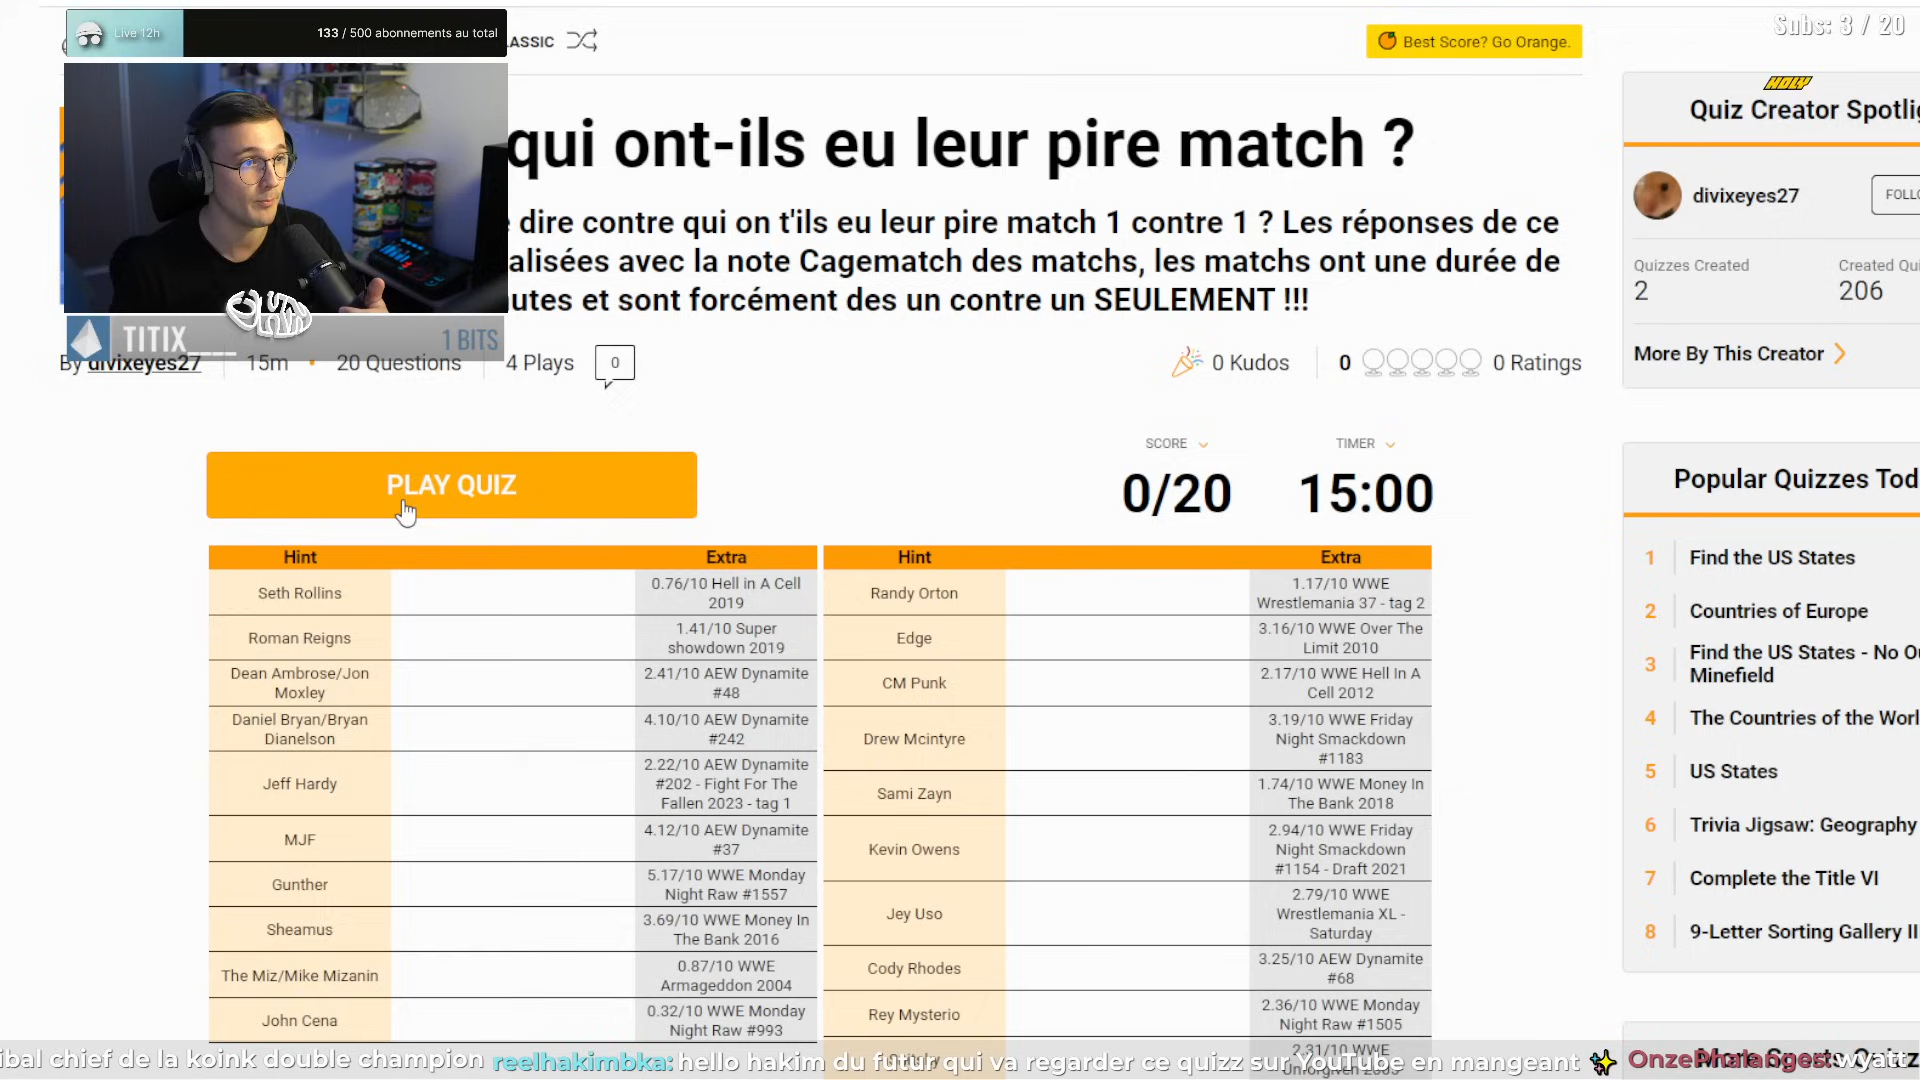 Live 12h
133 / 500 abonnements au total
ASSIC
Best Score? Go Orange.
Subs: 3 / 20
HOLY
qui ont-ils eu leur pire match ?
dire contre qui on t'ils eu leur pire match 1 contre 1 ? Les réponses de ce
alisées avec la note Cagematch des matchs, les matchs ont une durée de
utes et sont forcément des un contre un SEULEMENT !!!
TITIX____
1 BITS
By divixeyes27
15m
20 Questions
4 Plays
0
0 Kudos
0
0 Ratings
Quiz Creator Spotlig
divixeyes27
FOLLO
Quizzes Created
2
Created Qui
206
More By This Creator
PLAY QUIZ
SCORE
0/20
TIMER
15:00
Hint
Extra
Seth Rollins
0.76/10 Hell in A Cell
2019
Roman Reigns
1.41/10 Super
showdown 2019
Dean Ambrose/Jon
Moxley
2.41/10 AEW Dynamite
#48
Daniel Bryan/Bryan
Dianelson
4.10/10 AEW Dynamite
#242
Jeff Hardy
2.22/10 AEW Dynamite
#202 - Fight For The
Fallen 2023 - tag 1
MJF
4.12/10 AEW Dynamite
#37
Gunther
5.17/10 WWE Monday
Night Raw #1557
Sheamus
3.69/10 WWE Money In
The Bank 2016
The Miz/Mike Mizanin
0.87/10 WWE
Armageddon 2004
John Cena
0.32/10 WWE Monday
Night Raw #993
Hint
Extra
Randy Orton
1.17/10 WWE
Wrestlemania 37 - tag 2
Edge
3.16/10 WWE Over The
Limit 2010
CM Punk
2.17/10 WWE Hell In A
Cell 2012
Drew Mcintyre
3.19/10 WWE Friday
Night Smackdown
#1183
Sami Zayn
1.74/10 WWE Money In
The Bank 2018
Kevin Owens
2.94/10 WWE Friday
Night Smackdown
#1154 - Draft 2021
Jey Uso
2.79/10 WWE
Wrestlemania XL -
Saturday
Cody Rhodes
3.25/10 AEW Dynamite
#68
Rey Mysterio
2.36/10 WWE Monday
Night Raw #1505
2.31/10 WWE
Popular Quizzes Tod
1 Find the US States
2 Countries of Europe
3 Find the US States - No Ou
Minefield
4 The Countries of the Worl
5 US States
6 Trivia Jigsaw: Geography
7 Complete the Title VI
8 9-Letter Sorting Gallery II
More Sports Quizz
ibal chief de la koink double champion reelhakimbka: hello hakim du futur qui va regarder ce quizz sur YouTube en mangeant OnzePhalanges: wyatt